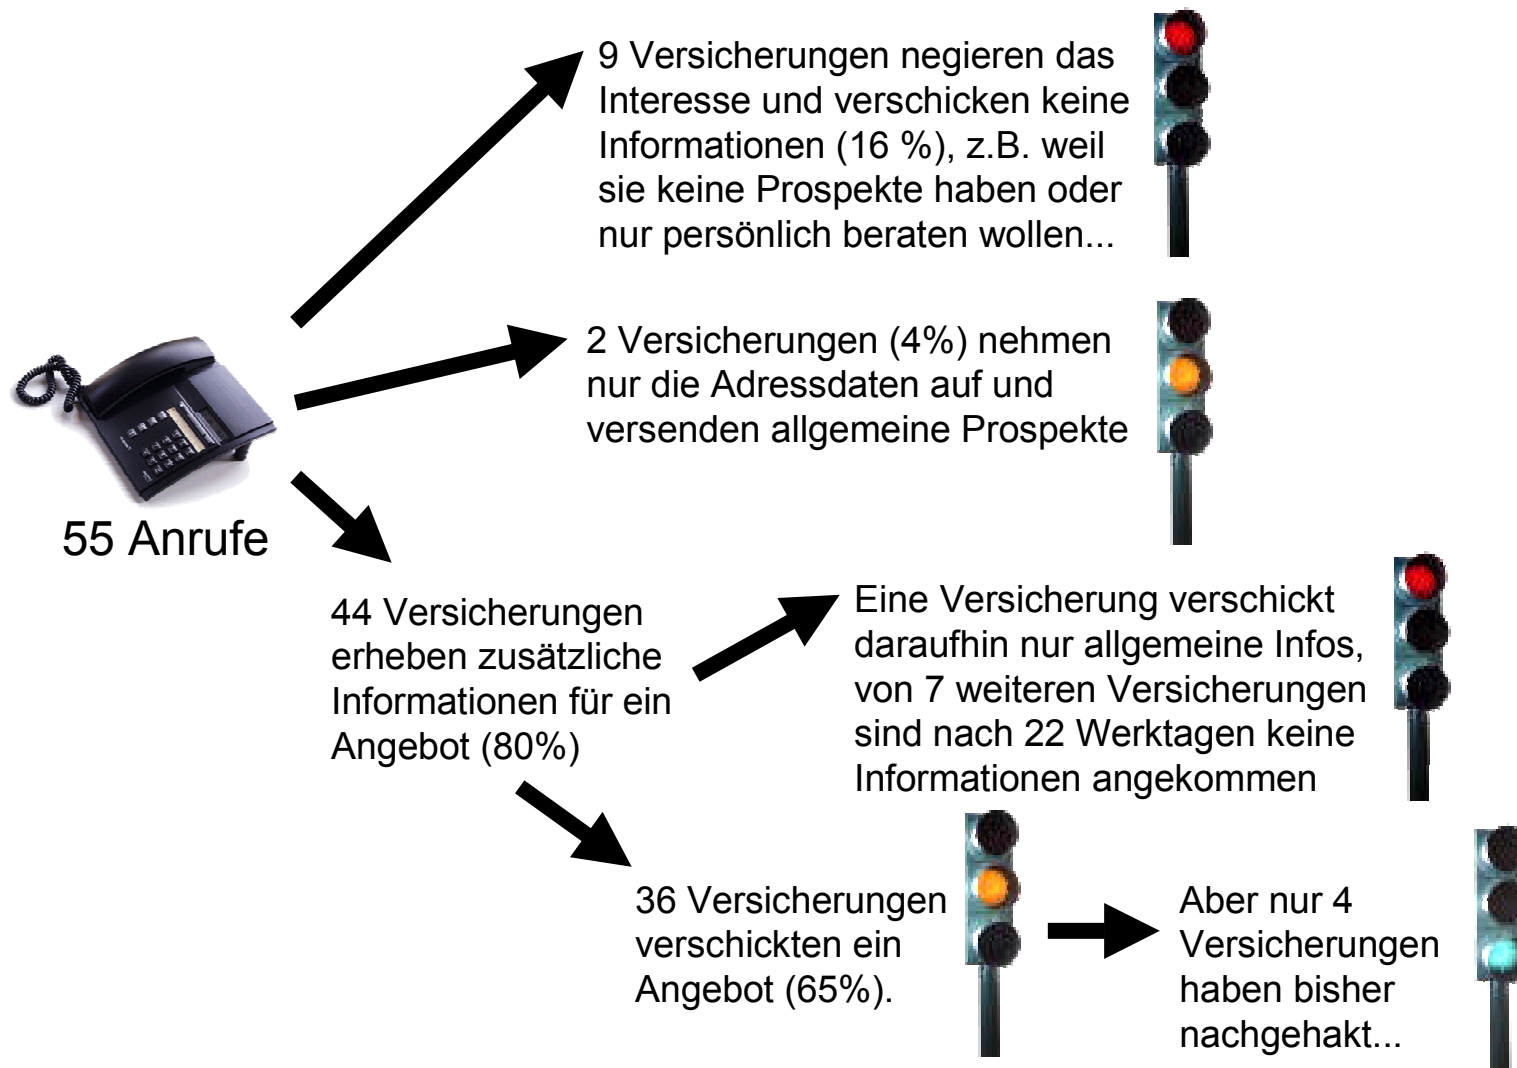 9 Versicherungen negieren das
Interesse und verschicken keine
Informationen (16 %), z.B. weil
sie keine Prospekte haben oder
nur persönlich beraten wollen...
2 Versicherungen (4%) nehmen
nur die Adressdaten auf und
versenden allgemeine Prospekte
55 Anrufe
44 Versicherungen
erheben zusätzliche
Informationen für ein
Angebot (80%)
Eine Versicherung verschickt
daraufhin nur allgemeine Infos,
von 7 weiteren Versicherungen
sind nach 22 Werktagen keine
Informationen angekommen
36 Versicherungen
verschickten ein
Angebot (65%).
Aber nur 4
Versicherungen
haben bisher
nachgehakt...